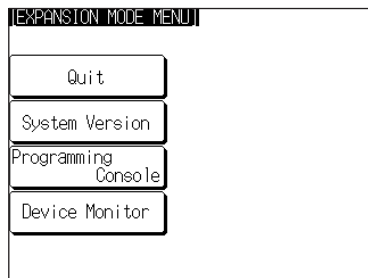 [EXPANSION MODE MENU]
Quit
System Version
Programming
Console
Device Monitor